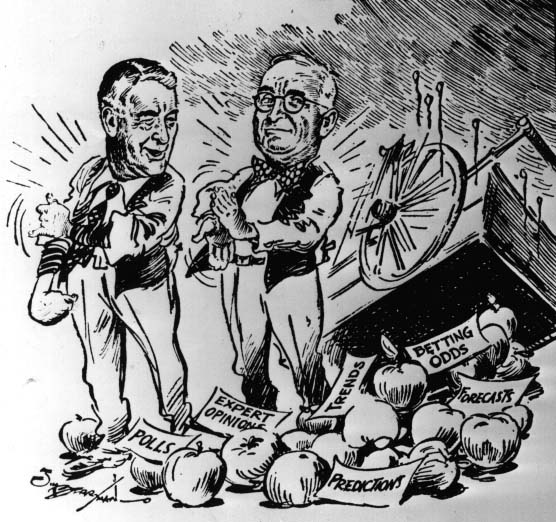 BETTING
ODDS
TRENDS
FORECASTS
EXPERT
OPINIONS
POLLS
PREDICTIONS